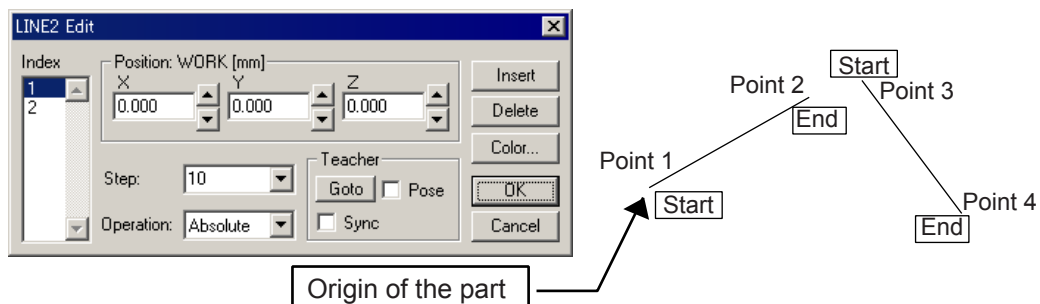 LINE2 Edit
Index
1
2
Position: WORK [mm]
X Y Z
0.000 0.000 0.000
Step: 10
Operation: Absolute
Teacher
Goto Pose
Sync
Insert
Delete
Color...
OK
Cancel
Start
Point 2
Point 3
End
Point 1
Start
Point 4
End
Origin of the part